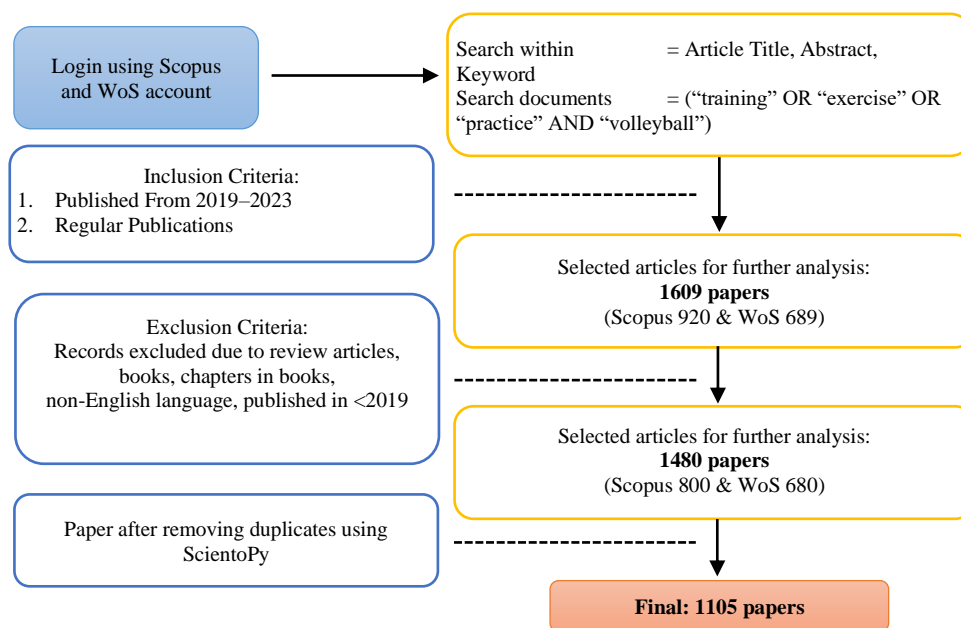 Login using Scopus
and WoS account
Search within = Article Title, Abstract,
Keyword
Search documents = (“training” OR “exercise” OR
“practice” AND “volleyball”)
Inclusion Criteria:
1. Published From 2019–2023
2. Regular Publications
Selected articles for further analysis:
1609 papers
(Scopus 920 & WoS 689)
Exclusion Criteria:
Records excluded due to review articles,
books, chapters in books,
non-English language, published in <2019
Selected articles for further analysis:
1480 papers
(Scopus 800 & WoS 680)
Paper after removing duplicates using
ScientoPy
Final: 1105 papers